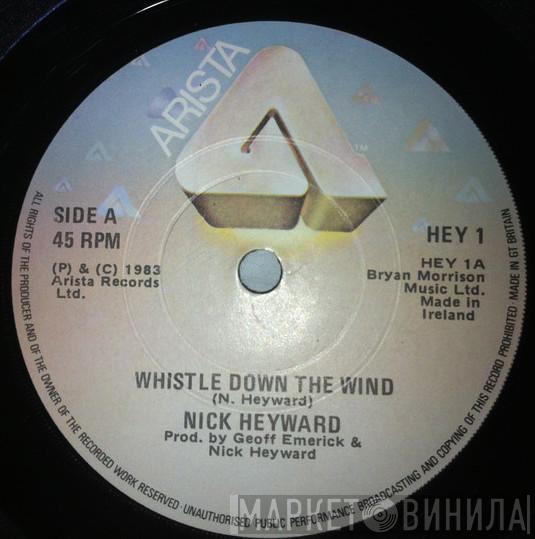 ARISTA
TM
SIDE A
45 RPM
(P) & (C) 1983
Arista Records
Ltd.
HEY 1
HEY 1A
Bryan Morrison
Music Ltd.
Made in
Ireland
WHISTLE DOWN THE WIND
(N. Heyward)
NICK HEYWARD
Prod. by Geoff Emerick &
Nick Heyward
ALL RIGHTS OF THE PRODUCER AND OF THE OWNER OF THE RECORDED WORK RESERVED · UNAUTHORISED PUBLIC PERFORMANCE BROADCASTING AND COPYING OF THIS RECORD PROHIBITED · MADE IN GT BRITAIN
МАРКЕТ ВИНИЛА